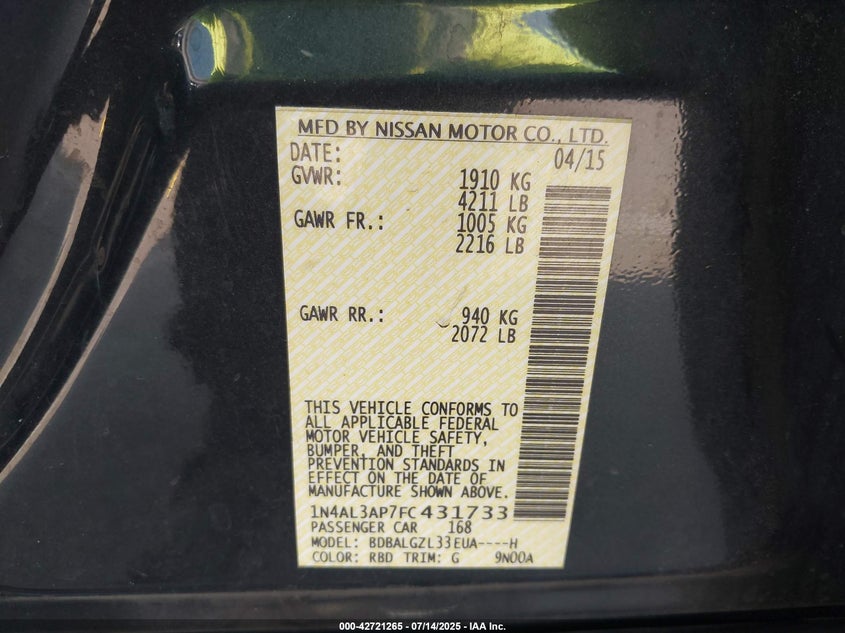 MFD BY NISSAN MOTOR CO., LTD.
DATE: 04/15
GVWR: 1910 KG
4211 LB
GAWR FR.: 1005 KG
2216 LB
GAWR RR.: 940 KG
2072 LB
THIS VEHICLE CONFORMS TO
ALL APPLICABLE FEDERAL
MOTOR VEHICLE SAFETY,
BUMPER, AND THEFT
PREVENTION STANDARDS IN
EFFECT ON THE DATE OF
MANUFACTURE SHOWN ABOVE.
1N4AL3AP7FC431733
PASSENGER CAR 168
MODEL: BDBALGZL33EUA----H
COLOR: RBD TRIM: G 9N00A
000-42721265 - 07/14/2025 - IAA Inc.